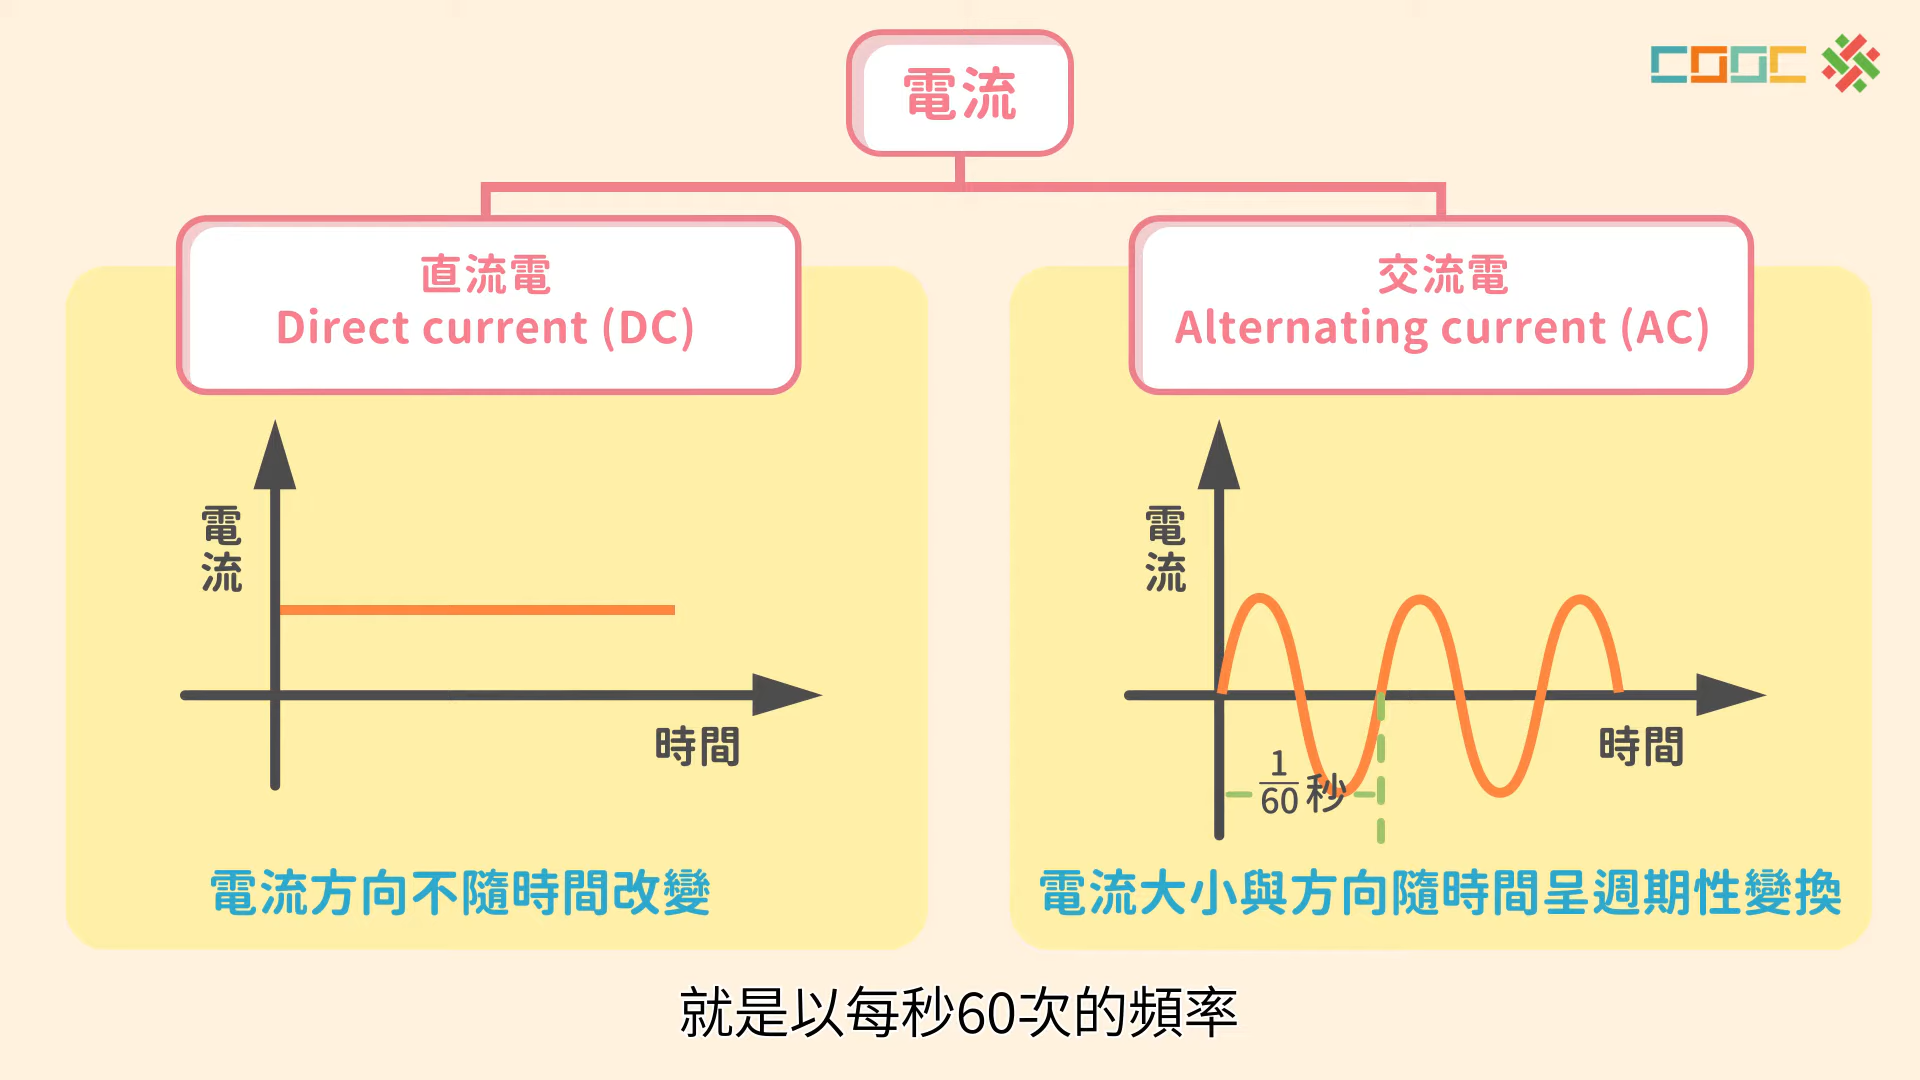 電流
COOC
直流電
Direct current (DC)
電流
時間
電流方向不隨時間改變
交流電
Alternating current (AC)
電流
時間
1/60 秒
電流大小與方向隨時間呈週期性變換
就是以每秒60次的頻率